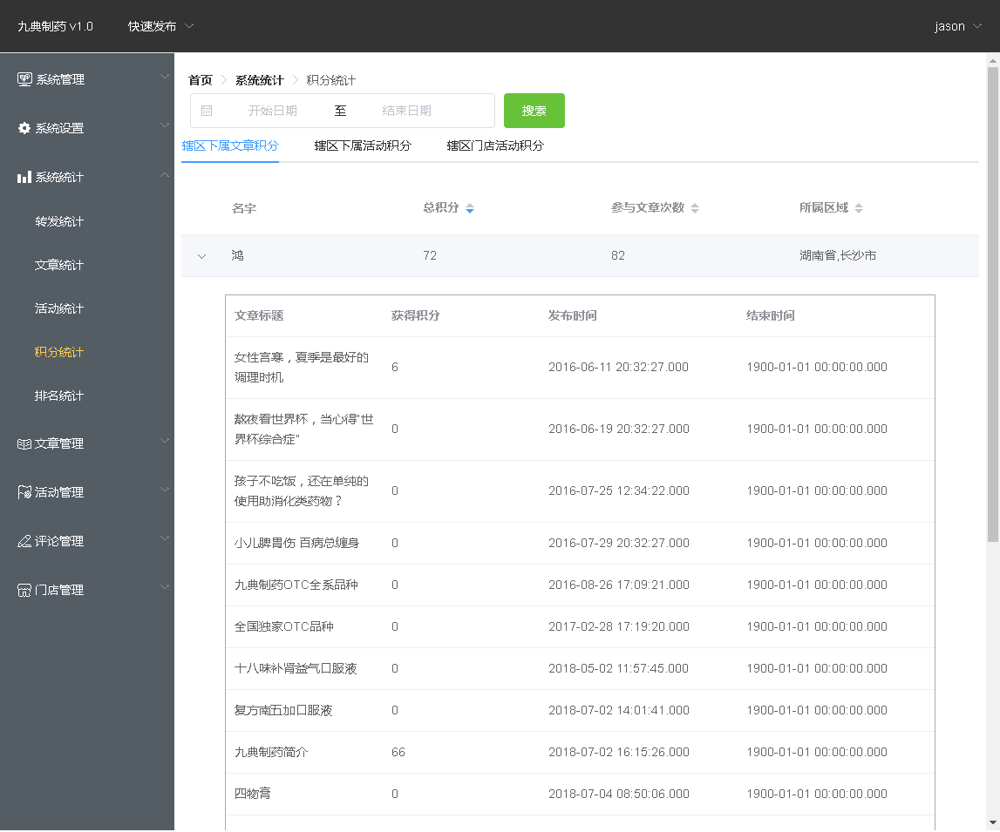 九典制药 v1.0 快速发布 jason
系统管理
系统设置
系统统计
转发统计
文章统计
活动统计
积分统计
排名统计
文章管理
活动管理
评论管理
门店管理
首页 系统统计 积分统计
开始日期 至 结束日期 搜索
辖区下属文章积分 辖区下属活动积分 辖区门店活动积分
名字 总积分 参与文章次数 所属区域
鸿 72 82 湖南省,长沙市
文章标题 获得积分 发布时间 结束时间
女性宫寒，夏季是最好的
调理时机 6 2016-06-11 20:32:27.000 1900-01-01 00:00:00.000
熬夜看世界杯，当心得"世
界杯综合症" 0 2016-06-19 20:32:27.000 1900-01-01 00:00:00.000
孩子不吃饭，还在单纯的
使用助消化类药物？ 0 2016-07-25 12:34:22.000 1900-01-01 00:00:00.000
小儿脾胃伤 百病总缠身 0 2016-07-29 20:32:27.000 1900-01-01 00:00:00.000
九典制药OTC全系品种 0 2016-08-26 17:09:21.000 1900-01-01 00:00:00.000
全国独家OTC品种 0 2017-02-28 17:19:20.000 1900-01-01 00:00:00.000
十八味补肾益气口服液 0 2018-05-02 11:57:45.000 1900-01-01 00:00:00.000
复方南五加口服液 0 2018-07-02 14:01:41.000 1900-01-01 00:00:00.000
九典制药简介 66 2018-07-02 16:15:26.000 1900-01-01 00:00:00.000
四物膏 0 2018-07-04 08:50:06.000 1900-01-01 00:00:00.000